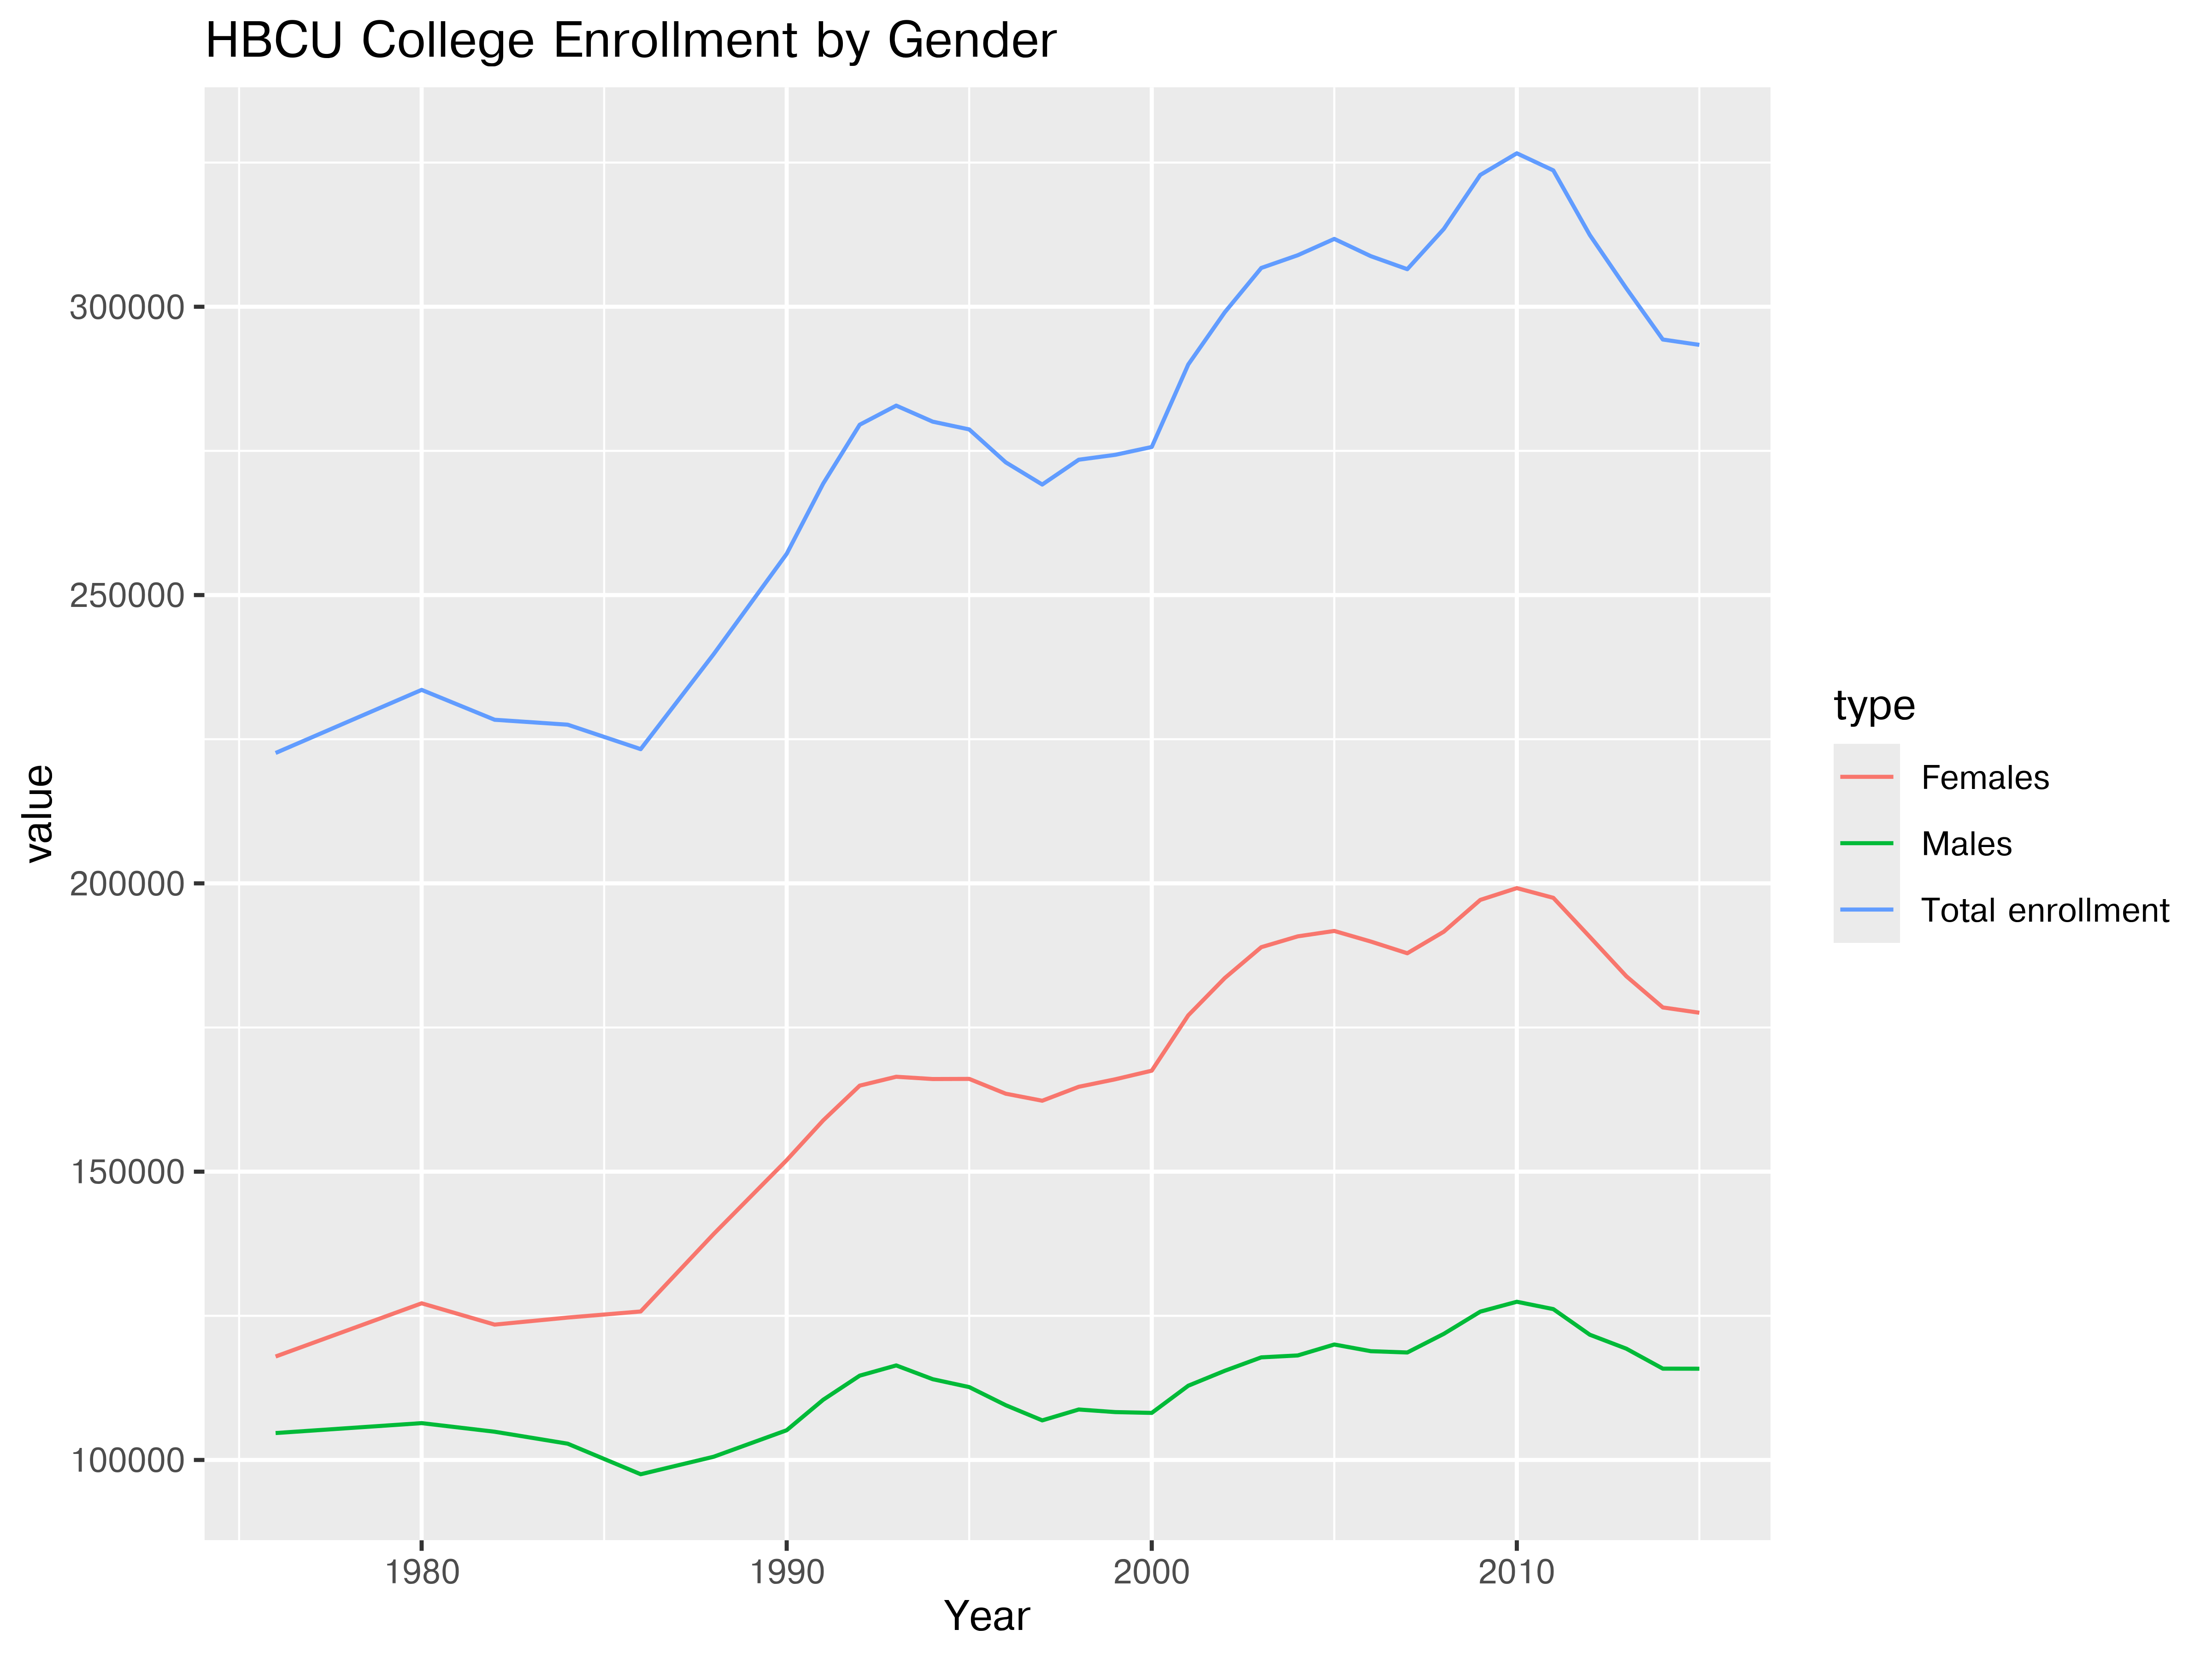 HBCU College Enrollment by Gender
value
300000
250000
200000
150000
100000
1980 1990 2000 2010
Year
type
Females
Males
Total enrollment